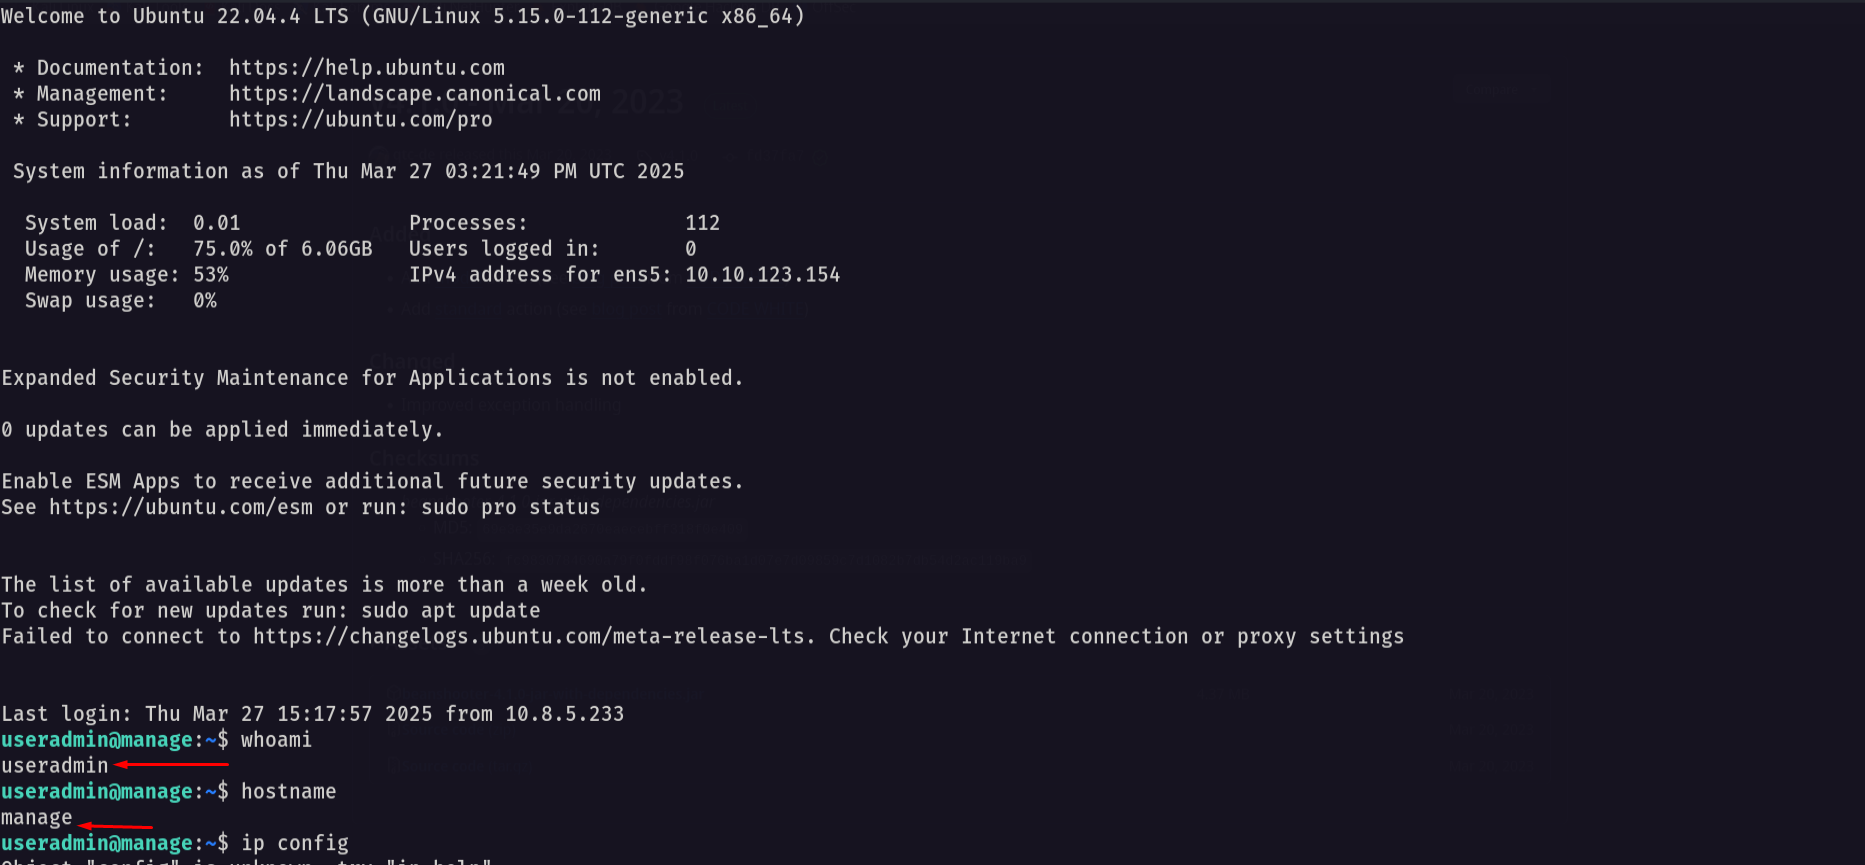 Welcome to Ubuntu 22.04.4 LTS (GNU/Linux 5.15.0-112-generic x86_64)
* Documentation:  https://help.ubuntu.com
* Management:     https://landscape.canonical.com
* Support:        https://ubuntu.com/pro
System information as of Thu Mar 27 03:21:49 PM UTC 2025
System load:  0.01              Processes:             112
Usage of /:   75.0% of 6.06GB   Users logged in:       0
Memory usage: 53%               IPv4 address for ens5: 10.10.123.154
Swap usage:   0%
Expanded Security Maintenance for Applications is not enabled.
0 updates can be applied immediately.
Enable ESM Apps to receive additional future security updates.
See https://ubuntu.com/esm or run: sudo pro status
The list of available updates is more than a week old.
To check for new updates run: sudo apt update
Failed to connect to https://changelogs.ubuntu.com/meta-release-lts. Check your Internet connection or proxy settings
Last login: Thu Mar 27 15:17:57 2025 from 10.8.5.233
useradmin@manage:~$ whoami
useradmin
useradmin@manage:~$ hostname
manage
useradmin@manage:~$ ip config
Object "config" is unknown, try "ip help".